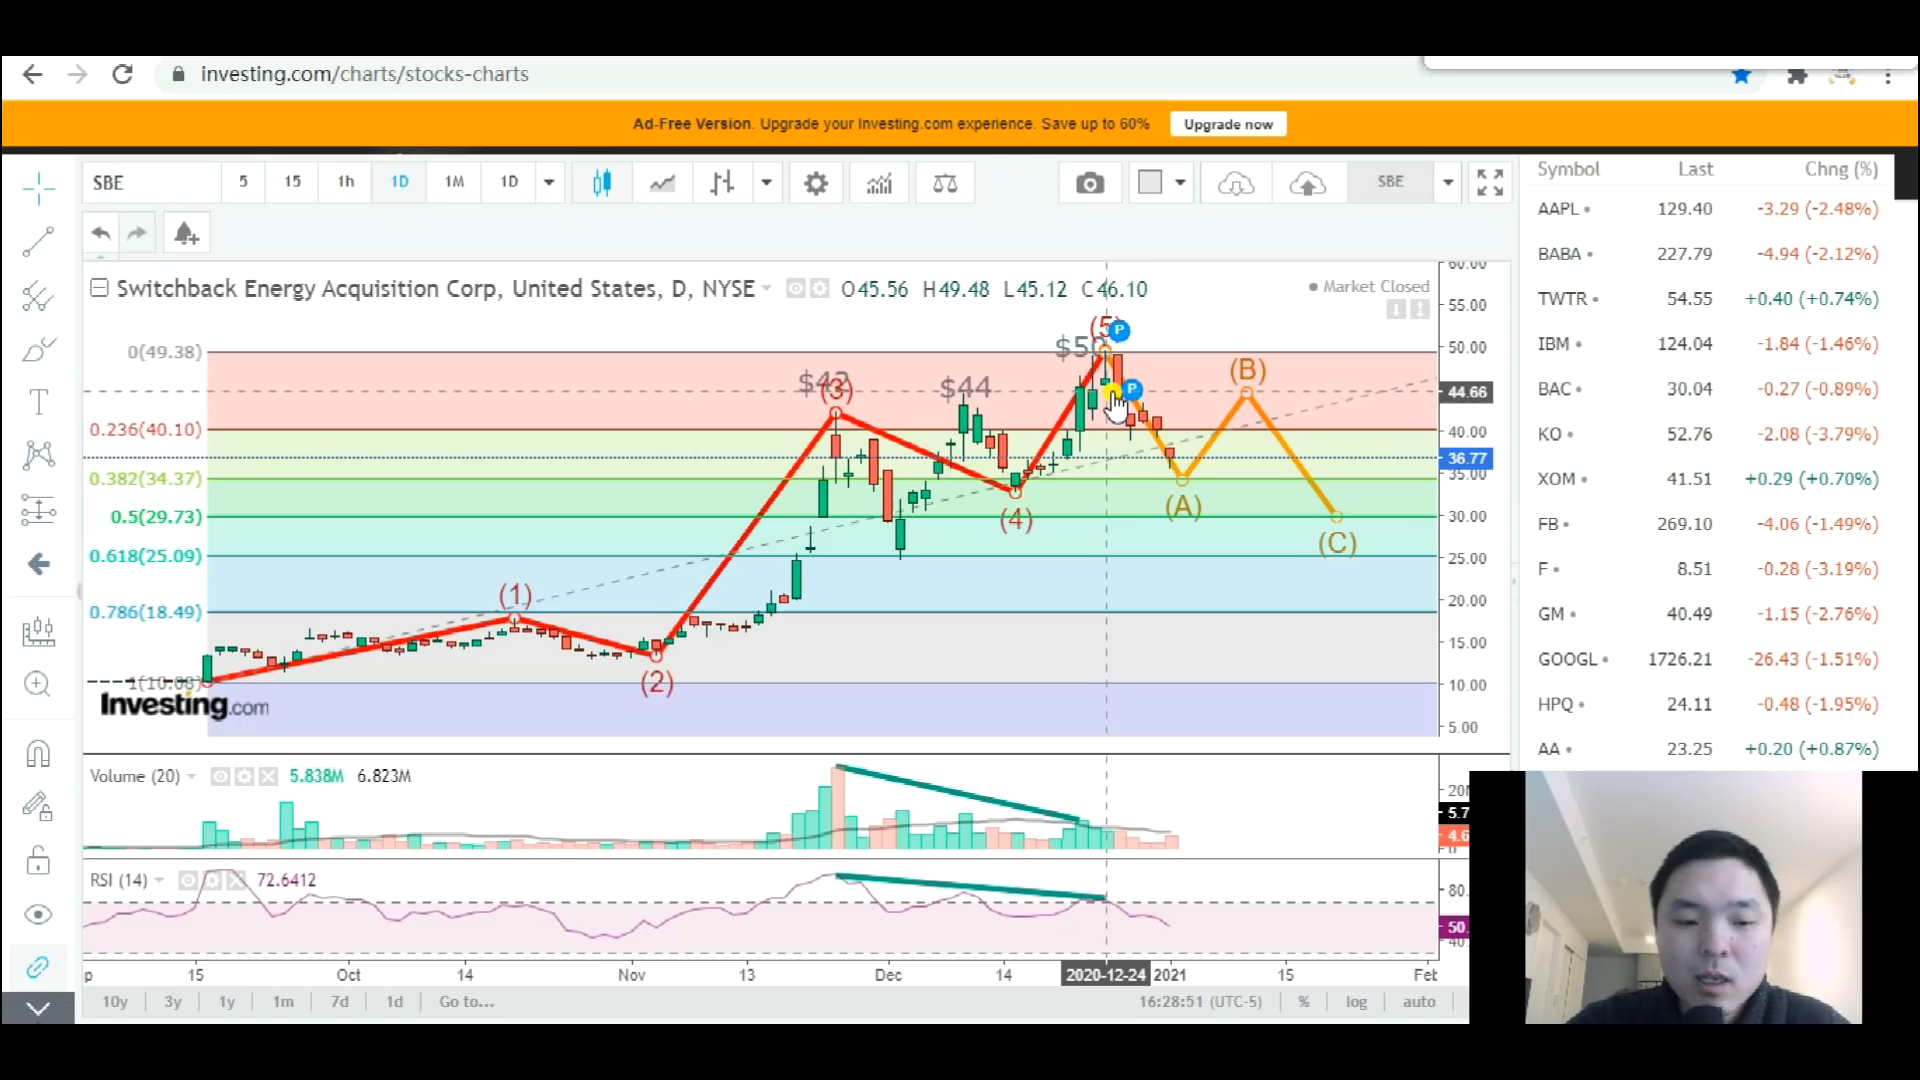 investing.com/charts/stocks-charts
Ad-Free Version. Upgrade your Investing.com experience. Save up to 60% Upgrade now
SBE 5 15 1h 1D 1M 1D SBE
Symbol Last Chng (%)
AAPL 129.40 -3.29 (-2.48%)
BABA 227.79 -4.94 (-2.12%)
TWTR 54.55 +0.40 (+0.74%)
IBM 124.04 -1.84 (-1.46%)
BAC 30.04 -0.27 (-0.89%)
KO 52.76 -2.08 (-3.79%)
XOM 41.51 +0.29 (+0.70%)
FB 269.10 -4.06 (-1.49%)
F 8.51 -0.28 (-3.19%)
GM 40.49 -1.15 (-2.76%)
GOOGL 1726.21 -26.43 (-1.51%)
HPQ 24.11 -0.48 (-1.95%)
AA 23.25 +0.20 (+0.87%)
Switchback Energy Acquisition Corp, United States, D, NYSE O45.56 H49.48 L45.12 C46.10
Market Closed
60.00
55.00
50.00
44.66
40.00
36.77
35.00
30.00
25.00
20.00
15.00
10.00
5.00
(5) P
$50
0(49.38)
$42 (3) $44 P (B)
0.236(40.10)
0.382(34.37)
(A)
0.5(29.73)
(4)
(C)
0.618(25.09)
(1)
0.786(18.49)
1(10.08)
(2)
Investing.com
Volume (20) 5.838M 6.823M
20M
5.7
4.6
0
RSI (14) 72.6412
80.
50.
40.
15 Oct 14 Nov 13 Dec 14 2020-12-24 2021 15 Feb
10y 3y 1y 1m 7d 1d Go to... 16:28:51 (UTC-5) % log auto